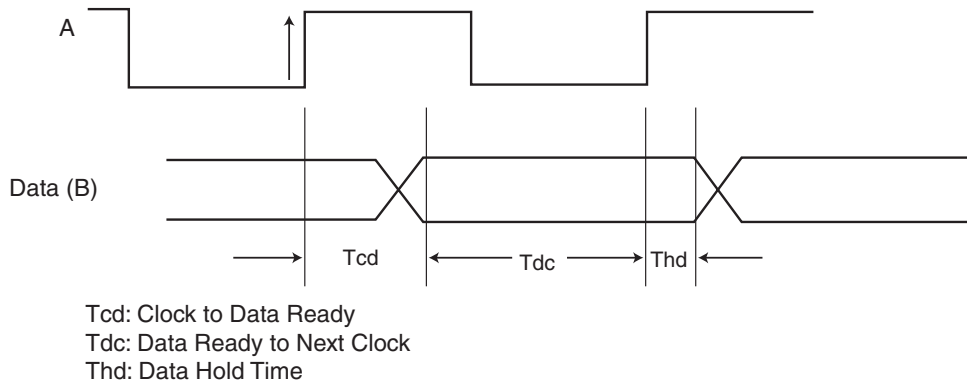 A
Data (B)
Tcd
Tdc
Thd
Tcd: Clock to Data Ready
Tdc: Data Ready to Next Clock
Thd: Data Hold Time